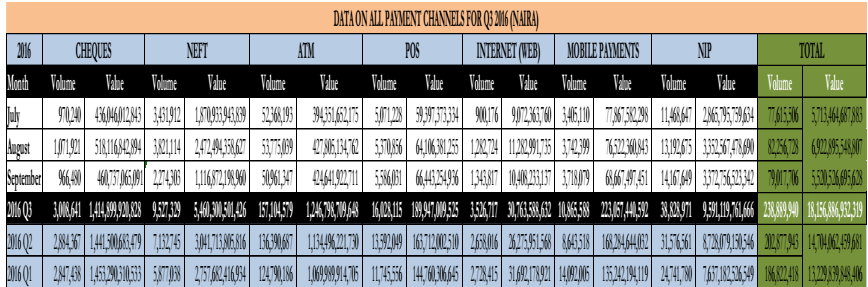 DATA ON ALL PAYMENT CHANNELS FOR Q3 2016 (NAIRA)
2016 CHEQUES NEFT ATM POS INTERNET (WEB) MOBILE PAYMENTS NIP TOTAL
Month Volume Value Volume Value Volume Value Volume Value Volume Value Volume Value Volume Value Volume Value
July 970,240 436,046,012,843 3,431,912 1,870,933,943,839 52,368,193 394,351,652,175 5,071,228 59,397,373,334 900,176 9,072,363,760 3,405,110 77,867,582,298 11,468,647 2,865,795,759,634 77,615,506 5,713,464,687,883
August 1,071,921 518,116,842,894 3,821,114 2,472,494,358,627 53,775,039 427,805,134,762 5,370,856 64,106,381,255 1,282,724 11,282,991,735 3,742,399 76,522,360,843 13,192,675 3,352,567,478,690 82,256,728 6,922,895,548,807
September 966,480 460,737,065,091 2,274,303 1,116,872,198,960 50,961,347 424,641,922,711 5,586,031 66,443,254,936 1,343,817 10,408,233,137 3,718,079 68,667,497,451 14,167,649 3,372,756,523,342 79,017,706 5,520,526,695,628
2016 Q3 3,008,641 1,414,899,920,828 9,527,329 5,460,300,501,426 157,104,579 1,246,798,709,648 16,028,115 189,947,009,525 3,526,717 30,763,588,632 10,865,588 223,057,440,592 38,828,971 9,591,119,761,666 238,889,940 18,156,886,932,319
2016 Q2 2,884,367 1,441,500,683,479 7,132,745 3,041,713,805,816 136,390,687 1,134,496,221,730 13,592,049 163,712,002,510 2,658,016 26,275,951,568 8,643,518 168,284,644,032 31,576,561 8,728,079,150,546 202,877,943 14,704,062,459,681
2016 Q1 2,847,438 1,453,290,310,533 5,877,038 2,757,682,416,934 124,790,186 1,069,989,914,705 11,745,556 144,760,306,645 2,728,415 31,692,178,921 14,092,005 135,242,194,119 24,741,780 7,637,182,526,549 186,822,418 13,229,839,848,406